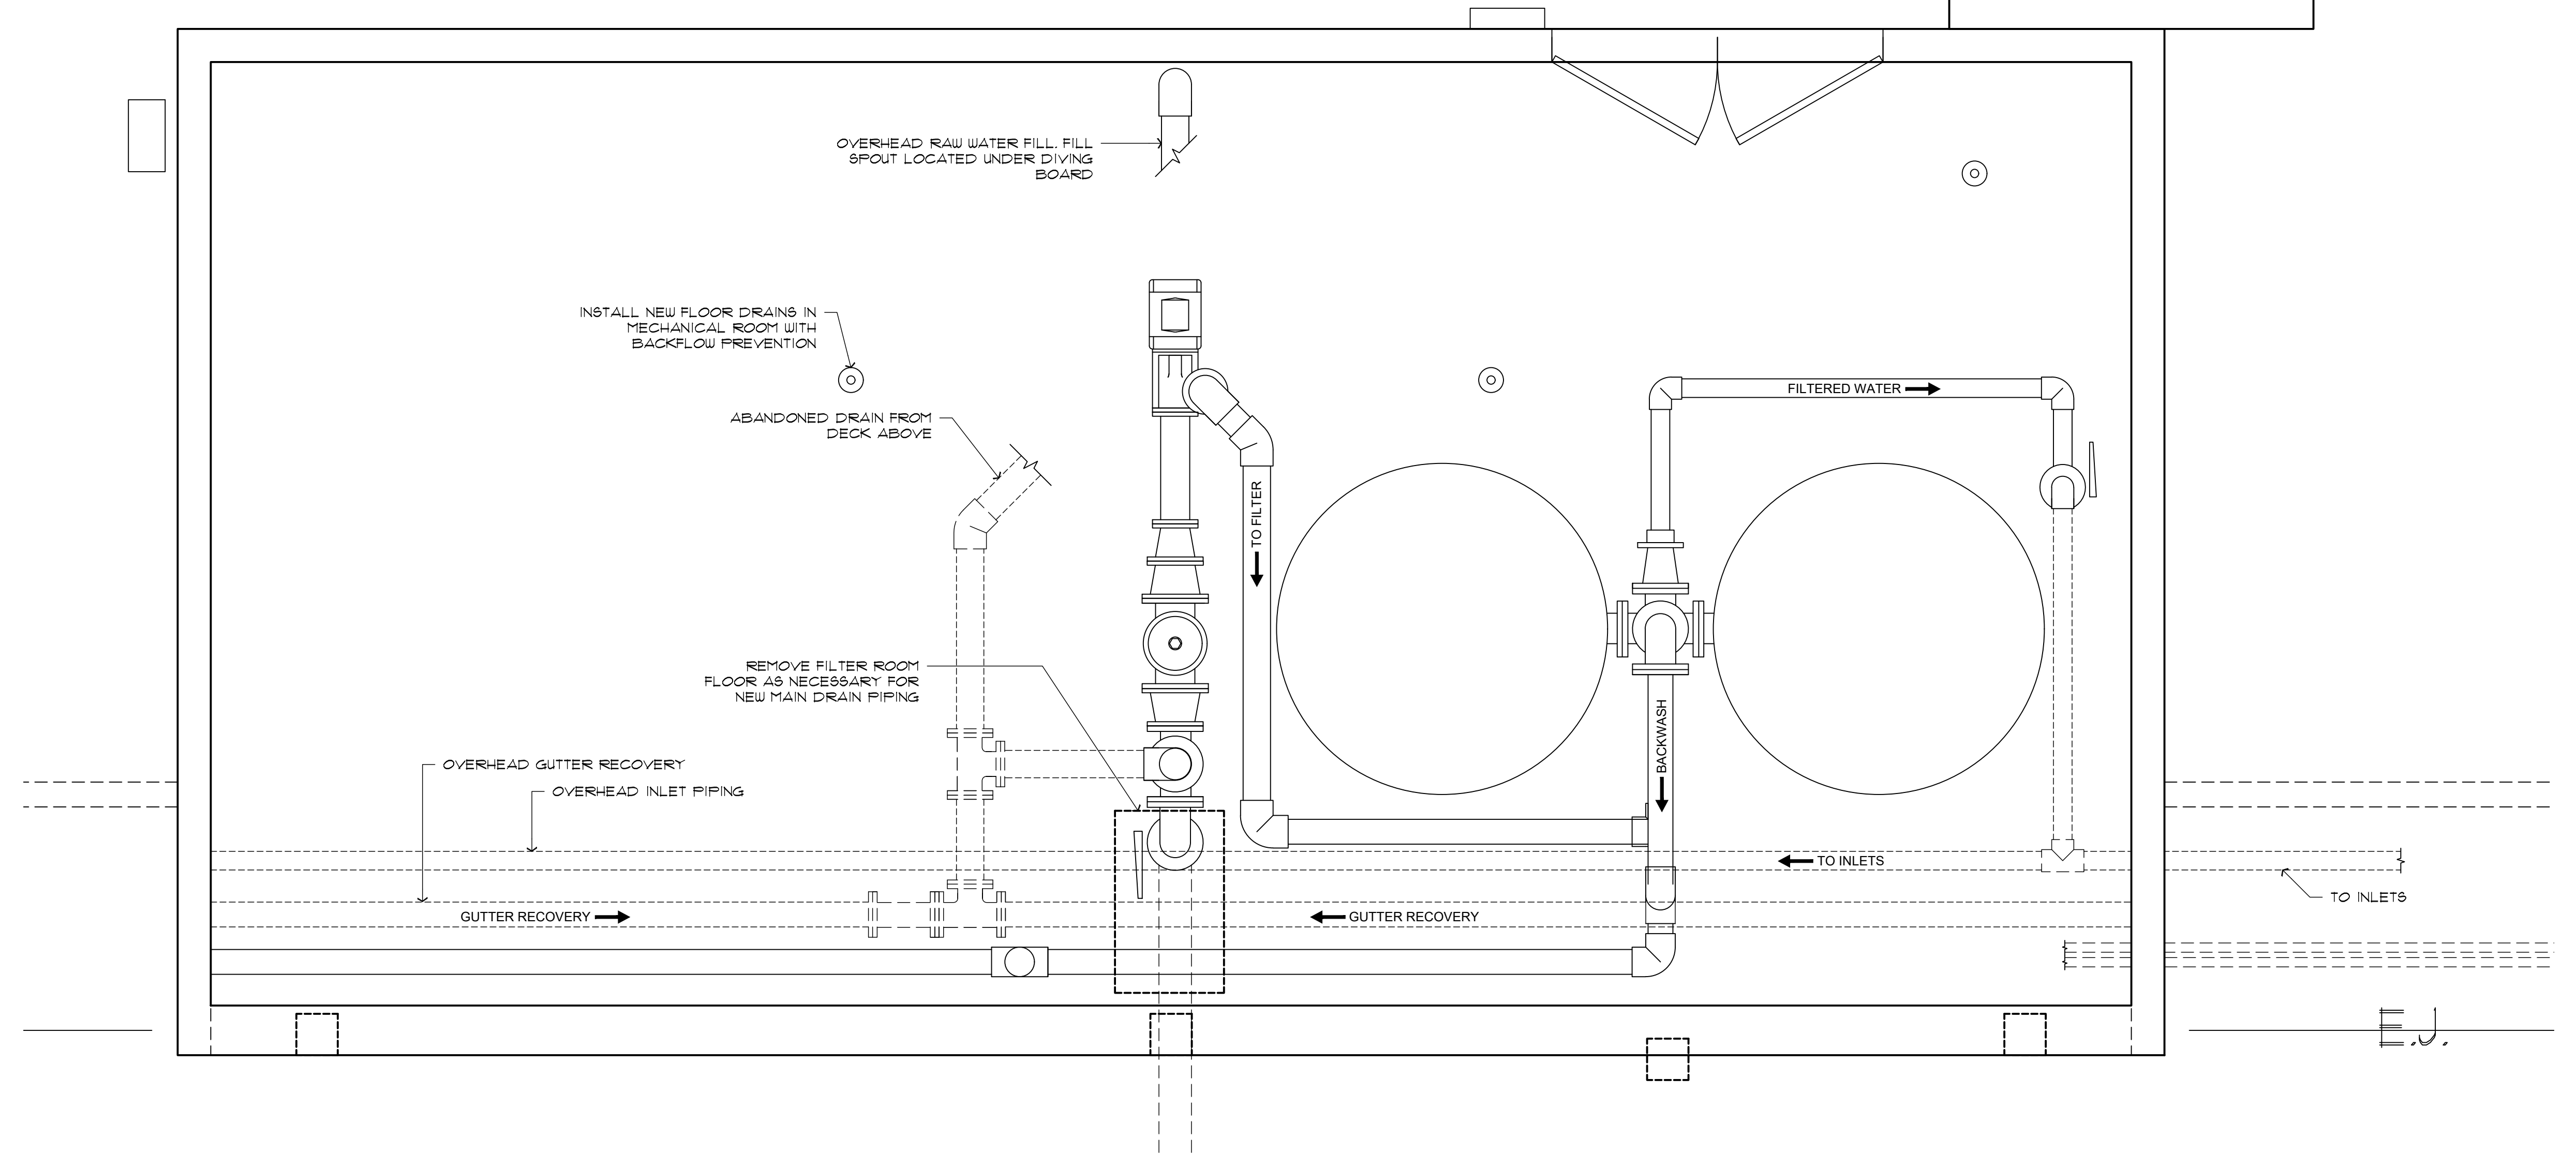 OVERHEAD RAW WATER FILL. FILL
SPOUT LOCATED UNDER DIVING
BOARD
INSTALL NEW FLOOR DRAINS IN
MECHANICAL ROOM WITH
BACKFLOW PREVENTION
FILTERED WATER
ABANDONED DRAIN FROM
DECK ABOVE
TO FILTER
REMOVE FILTER ROOM
FLOOR AS NECESSARY FOR
NEW MAIN DRAIN PIPING
BACKWASH
OVERHEAD GUTTER RECOVERY
OVERHEAD INLET PIPING
TO INLETS
TO INLETS
GUTTER RECOVERY
GUTTER RECOVERY
E.J.